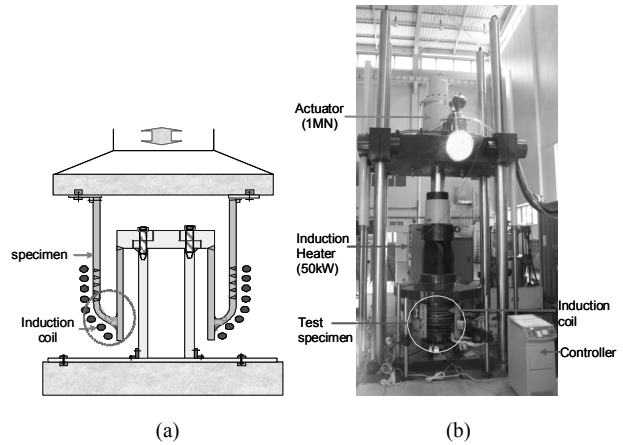 specimen
Induction
coil
(a)
Actuator
(1MN)
Induction
Heater
(50kW)
Test
specimen
Induction
coil
Controller
(b)